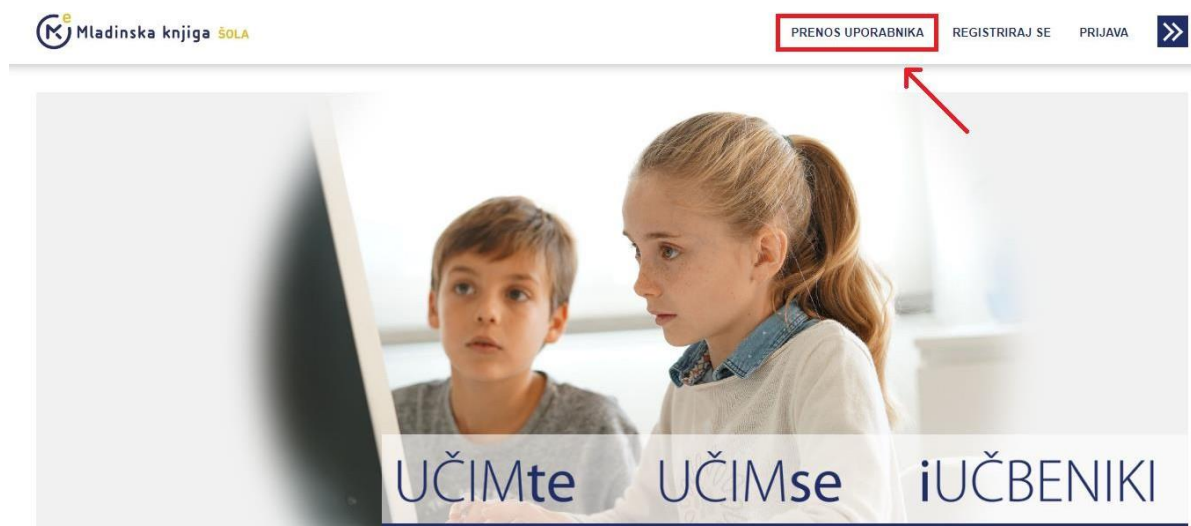 Mladinska knjiga ŠOLA
PRENOS UPORABNIKA REGISTRIRAJ SE PRIJAVA
UČIMte UČIMse iUČBENIKI